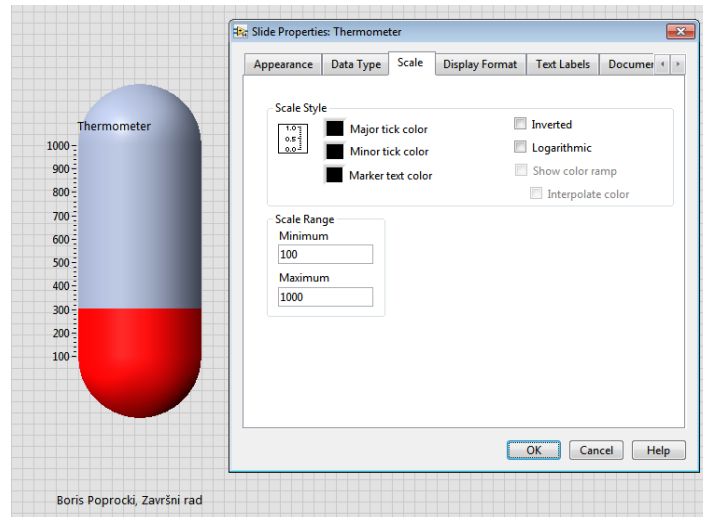 Slide Properties: Thermometer
Appearance Data Type Scale Display Format Text Labels Documen
Thermometer
1000
900
800
700
600
500
400
300
200
100
Scale Style
1.0
0.5
0.0
Major tick color
Minor tick color
Marker text color
Inverted
Logarithmic
Show color ramp
Interpolate color
Scale Range
Minimum
100
Maximum
1000
OK Cancel Help
Boris Poprocki, Završni rad